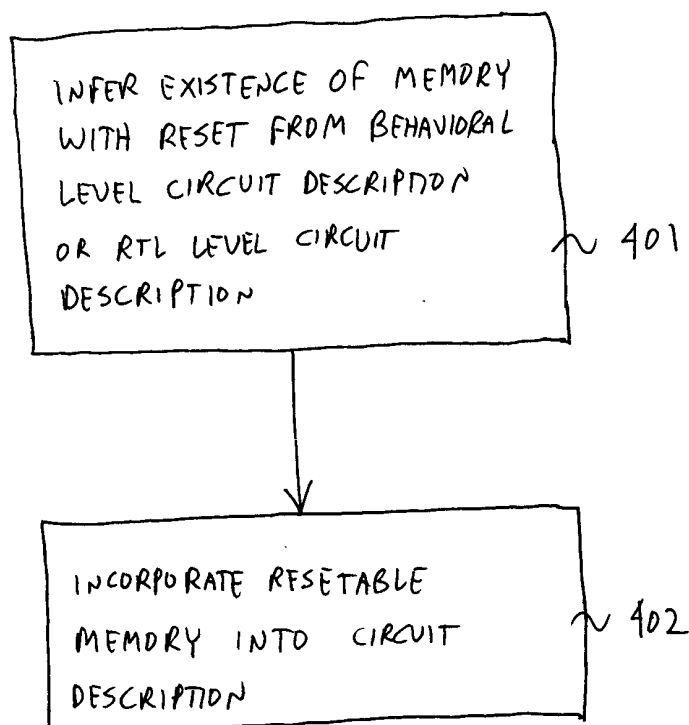 INFER EXISTENCE OF MEMORY
WITH RESET FROM BEHAVIORAL
LEVEL CIRCUIT DESCRIPTION
OR RTL LEVEL CIRCUIT
DESCRIPTION
401
INCORPORATE RESETABLE
MEMORY INTO CIRCUIT
DESCRIPTION
402